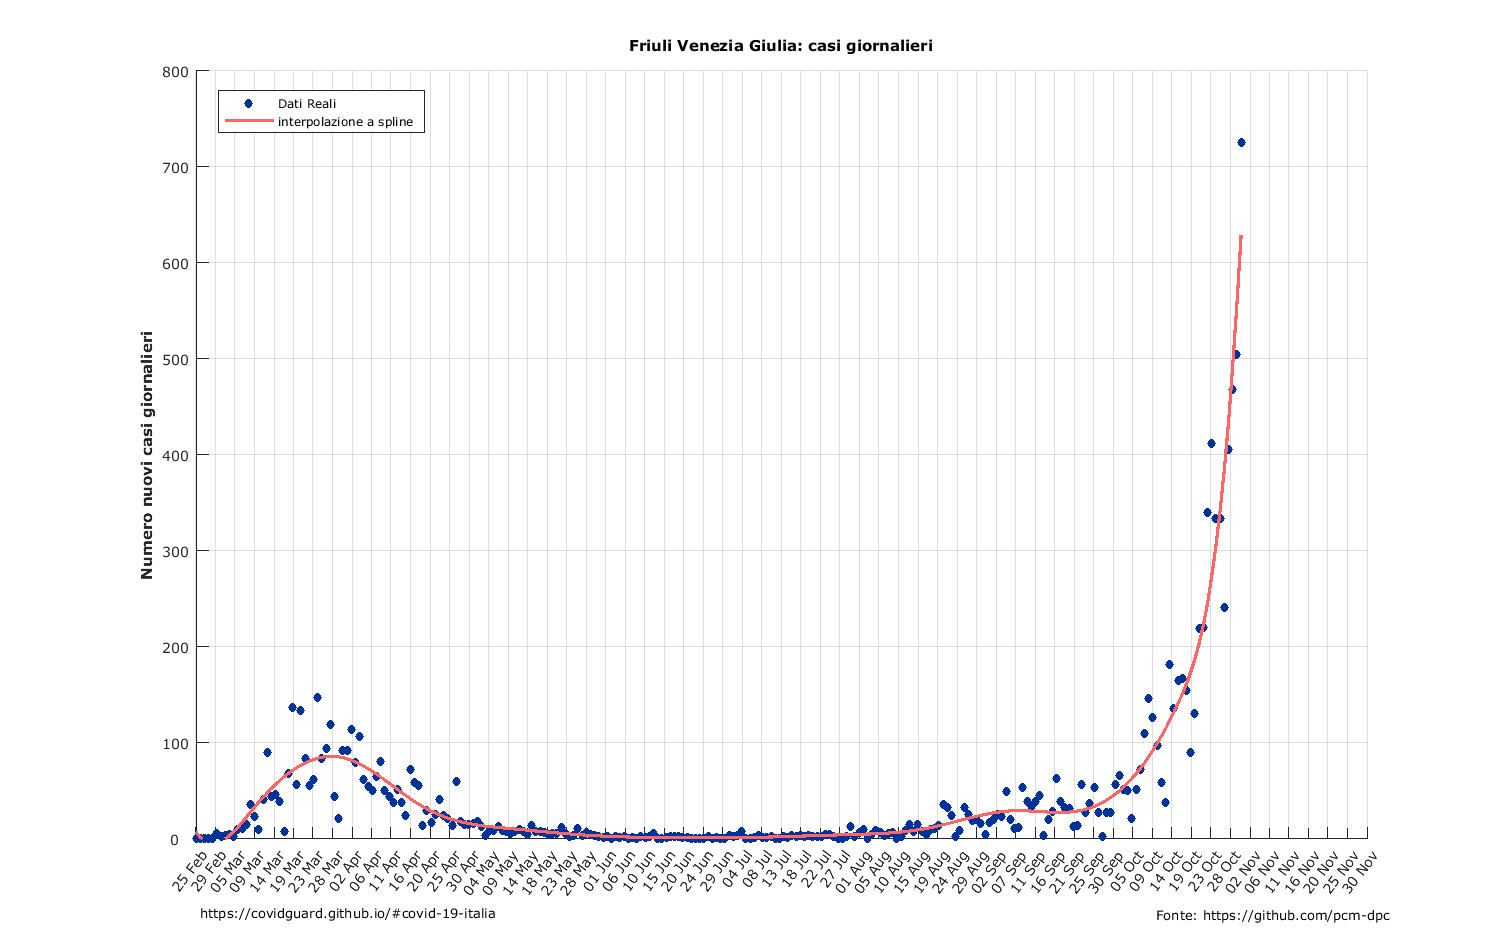 Friuli Venezia Giulia: casi giornalieri
Dati Reali
interpolazione a spline
Numero nuovi casi giornalieri
800
700
600
500
400
300
200
100
0
25 Feb
29 Feb
05 Mar
09 Mar
14 Mar
19 Mar
23 Mar
28 Mar
02 Apr
06 Apr
11 Apr
16 Apr
20 Apr
25 Apr
30 Apr
04 May
09 May
14 May
18 May
23 May
28 May
01 Jun
06 Jun
10 Jun
15 Jun
20 Jun
24 Jun
29 Jun
04 Jul
08 Jul
13 Jul
18 Jul
22 Jul
27 Jul
01 Aug
05 Aug
10 Aug
15 Aug
19 Aug
24 Aug
29 Aug
02 Sep
07 Sep
11 Sep
16 Sep
21 Sep
25 Sep
30 Sep
05 Oct
09 Oct
14 Oct
19 Oct
23 Oct
28 Oct
02 Nov
06 Nov
11 Nov
16 Nov
20 Nov
25 Nov
30 Nov
https://covidguard.github.io/#covid-19-italia
Fonte: https://github.com/pcm-dpc